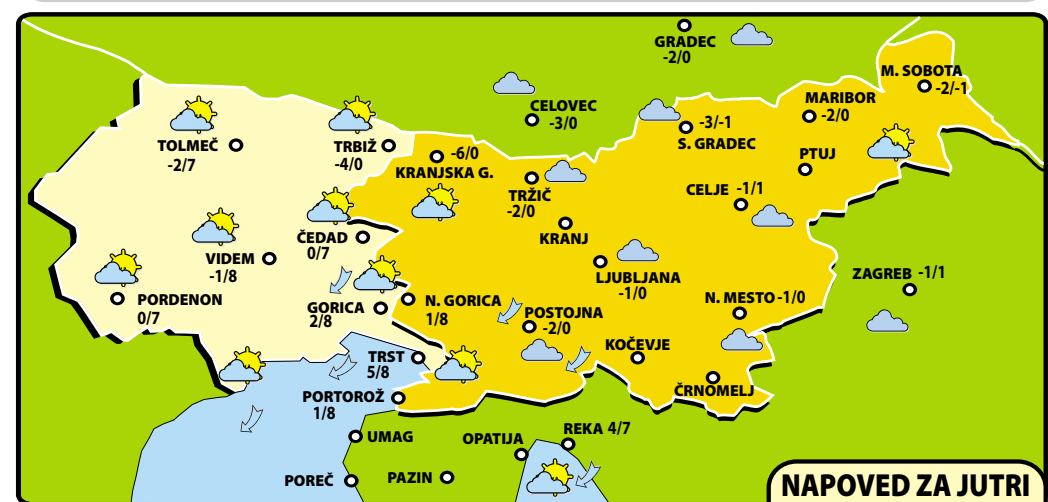 GRADEC
-2/0
M. SOBOTA
-2/-1
CELOVEC
-3/0
MARIBOR
-2/0
-3/-1
S. GRADEC
TOLMEČ
-2/7
TRBIŽ
-4/0
-6/0
KRANJSKA G.
TRŽIČ
-2/0
PTUJ
CELJE -1/1
KRANJ
ČEDAD
0/7
VIDEM
-1/8
LJUBLJANA
-1/0
ZAGREB -1/1
PORDENON
0/7
GORICA
2/8
N. GORICA
1/8
POSTOJNA
-2/0
N. MESTO -1/0
KOČEVJE
TRST
5/8
ČRNOMELJ
PORTOROŽ
1/8
UMAG
OPATIJA
REKA 4/7
POREČ
PAZIN
NAPOVED ZA JUTRI